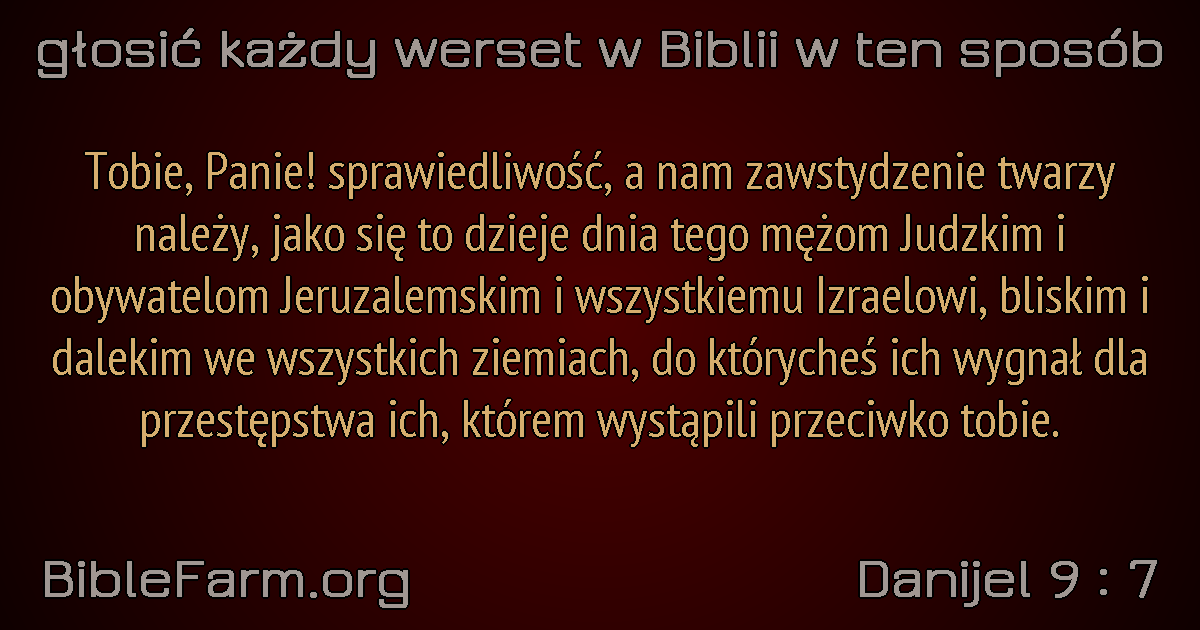 głosić każdy werset w Biblii w ten sposób
Tobie, Panie! sprawiedliwość, a nam zawstydzenie twarzy
należy, jako się to dzieje dnia tego mężom Judzkim i
obywatelom Jeruzalemskim i wszystkiemu Izraelowi, bliskim i
dalekim we wszystkich ziemiach, do którycheś ich wygnał dla
przestępstwa ich, którem wystąpili przeciwko tobie.
BibleFarm.org
Danijel 9 : 7